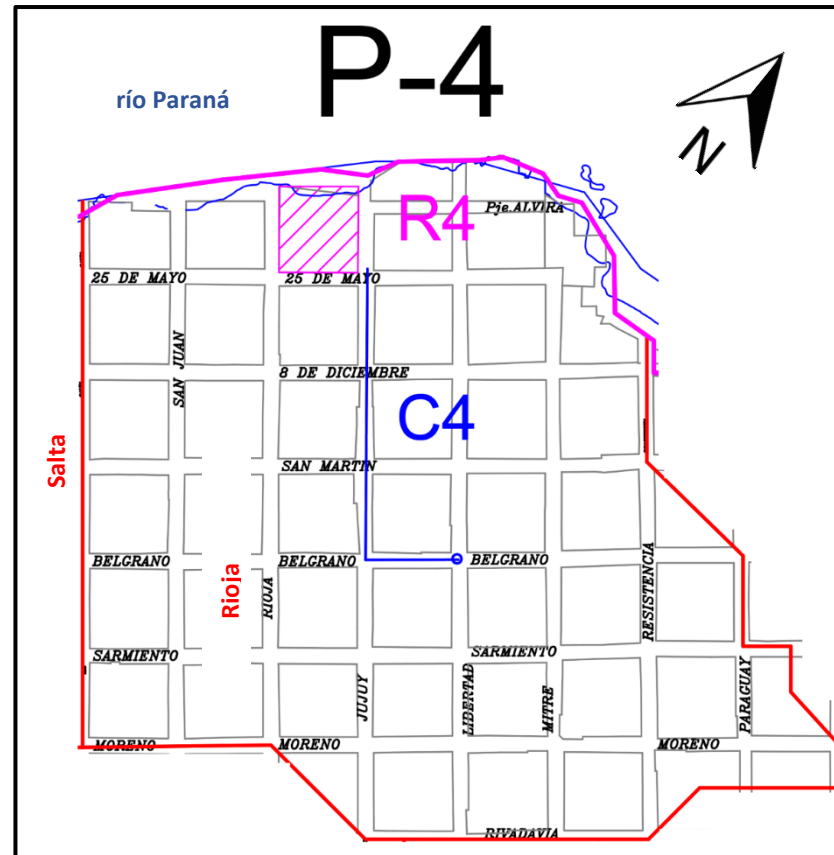 P-4
río Paraná
N
R4
Pje.ALVIRA
25 DE MAYO
25 DE MAYO
SAN JUAN
8 DE DICIEMBRE
C4
Salta
SAN MARTIN
BELGRANO
BELGRANO
BELGRANO
Rioja
RIOJA
RESISTENCIA
SARMIENTO
SARMIENTO
JUJUY
LIBERTAD
MITRE
PARAGUAY
MORENO
MORENO
MORENO
RIVADAVIA